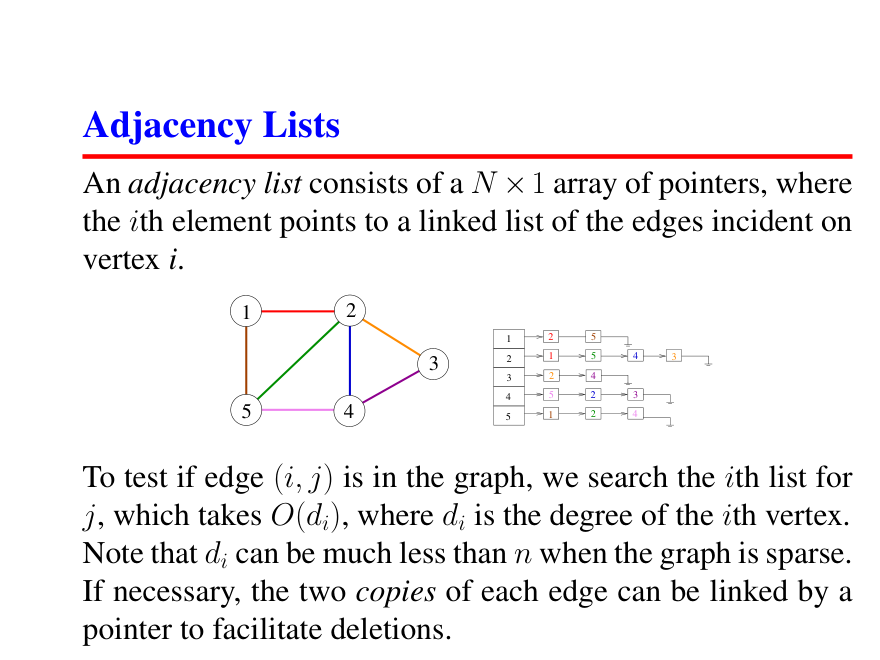 Adjacency Lists
An adjacency list consists of a N × 1 array of pointers, where
the ith element points to a linked list of the edges incident on
vertex i.
1 2
3
5 4
1 2 5
2 1 5 4 3
3 2 4
4 5 2 3
5 1 2 4
To test if edge (i, j) is in the graph, we search the ith list for
j, which takes O(dᵢ), where dᵢ is the degree of the ith vertex.
Note that dᵢ can be much less than n when the graph is sparse.
If necessary, the two copies of each edge can be linked by a
pointer to facilitate deletions.